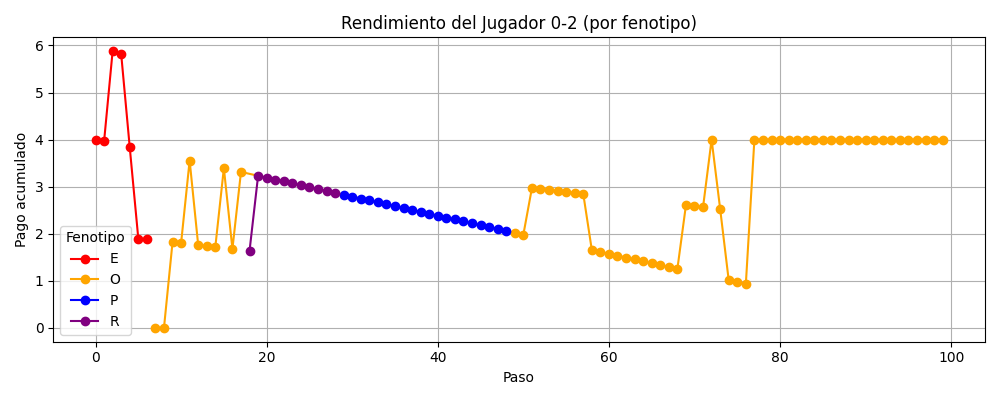 Rendimiento del Jugador 0-2 (por fenotipo)
Pago acumulado
6
5
4
3
2
1
0
Fenotipo
E
O
P
R
0
20
40
60
80
100
Paso